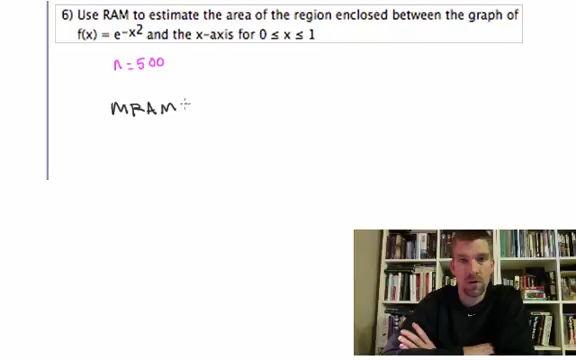 6) Use RAM to estimate the area of the region enclosed between the graph of
f(x) = e^-x2 and the x-axis for 0 ≤ x ≤ 1
n=500
MRAM